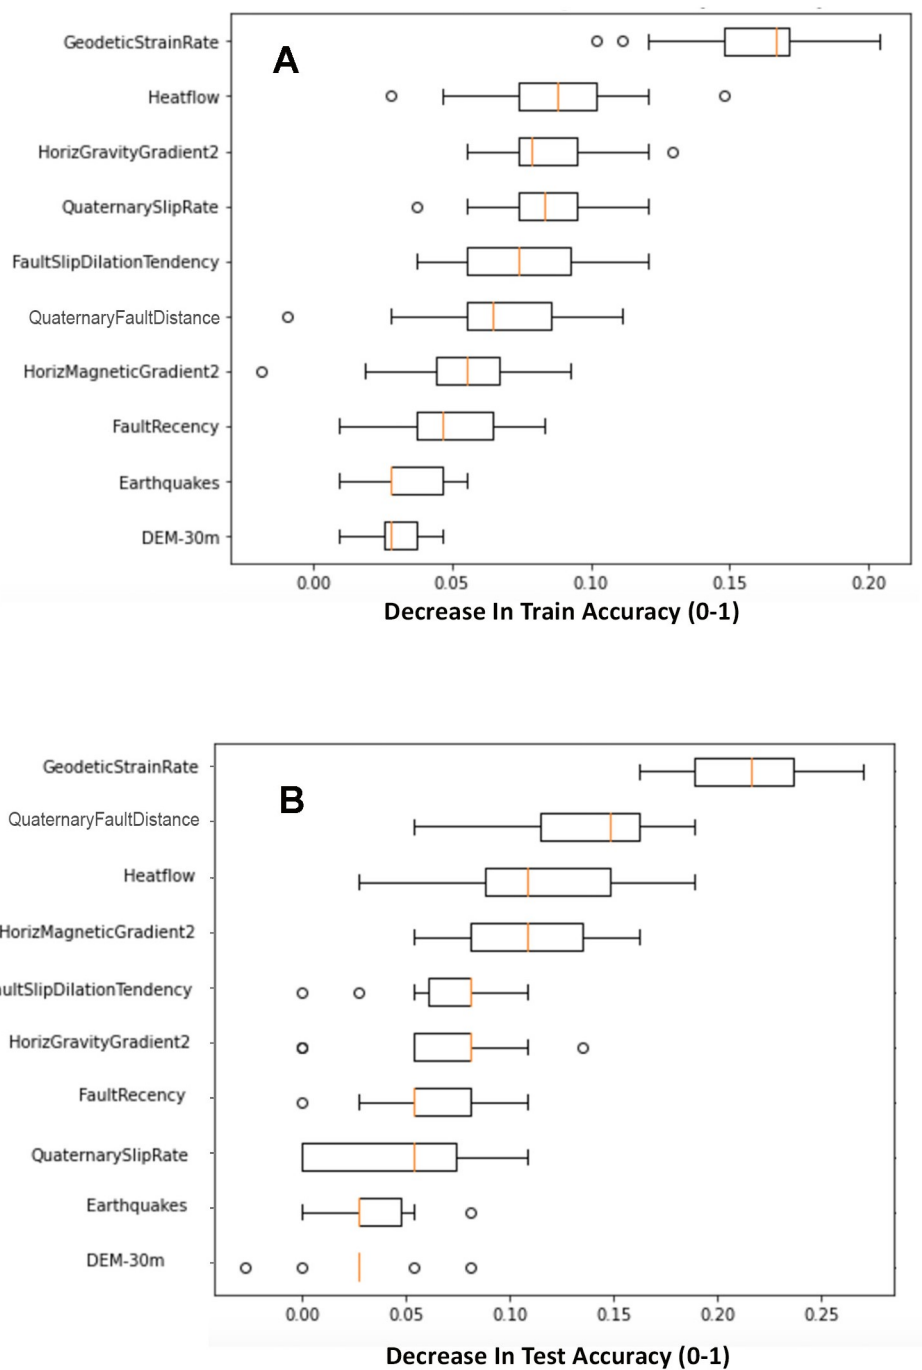 A
GeodeticStrainRate
Heatflow
HorizGravityGradient2
QuaternarySlipRate
FaultSlipDilationTendency
QuaternaryFaultDistance
HorizMagneticGradient2
FaultRecency
Earthquakes
DEM-30m
0.00 0.05 0.10 0.15 0.20
Decrease In Train Accuracy (0-1)
B
GeodeticStrainRate
QuaternaryFaultDistance
Heatflow
HorizMagneticGradient2
aultSlipDilationTendency
HorizGravityGradient2
FaultRecency
QuaternarySlipRate
Earthquakes
DEM-30m
0.00 0.05 0.10 0.15 0.20 0.25
Decrease In Test Accuracy (0-1)